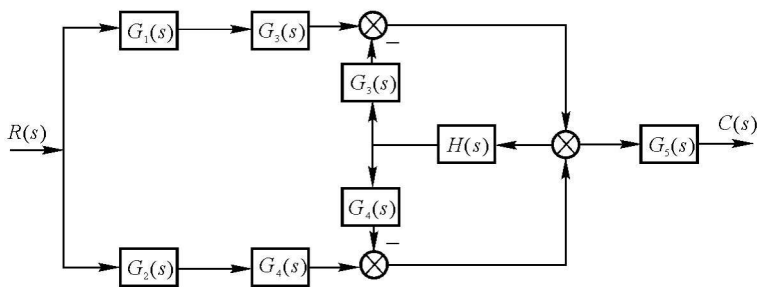 G₁(s) G₃(s)
G₃(s)
R(s) H(s) G₅(s) C(s)
G₄(s)
G₂(s) G₄(s)